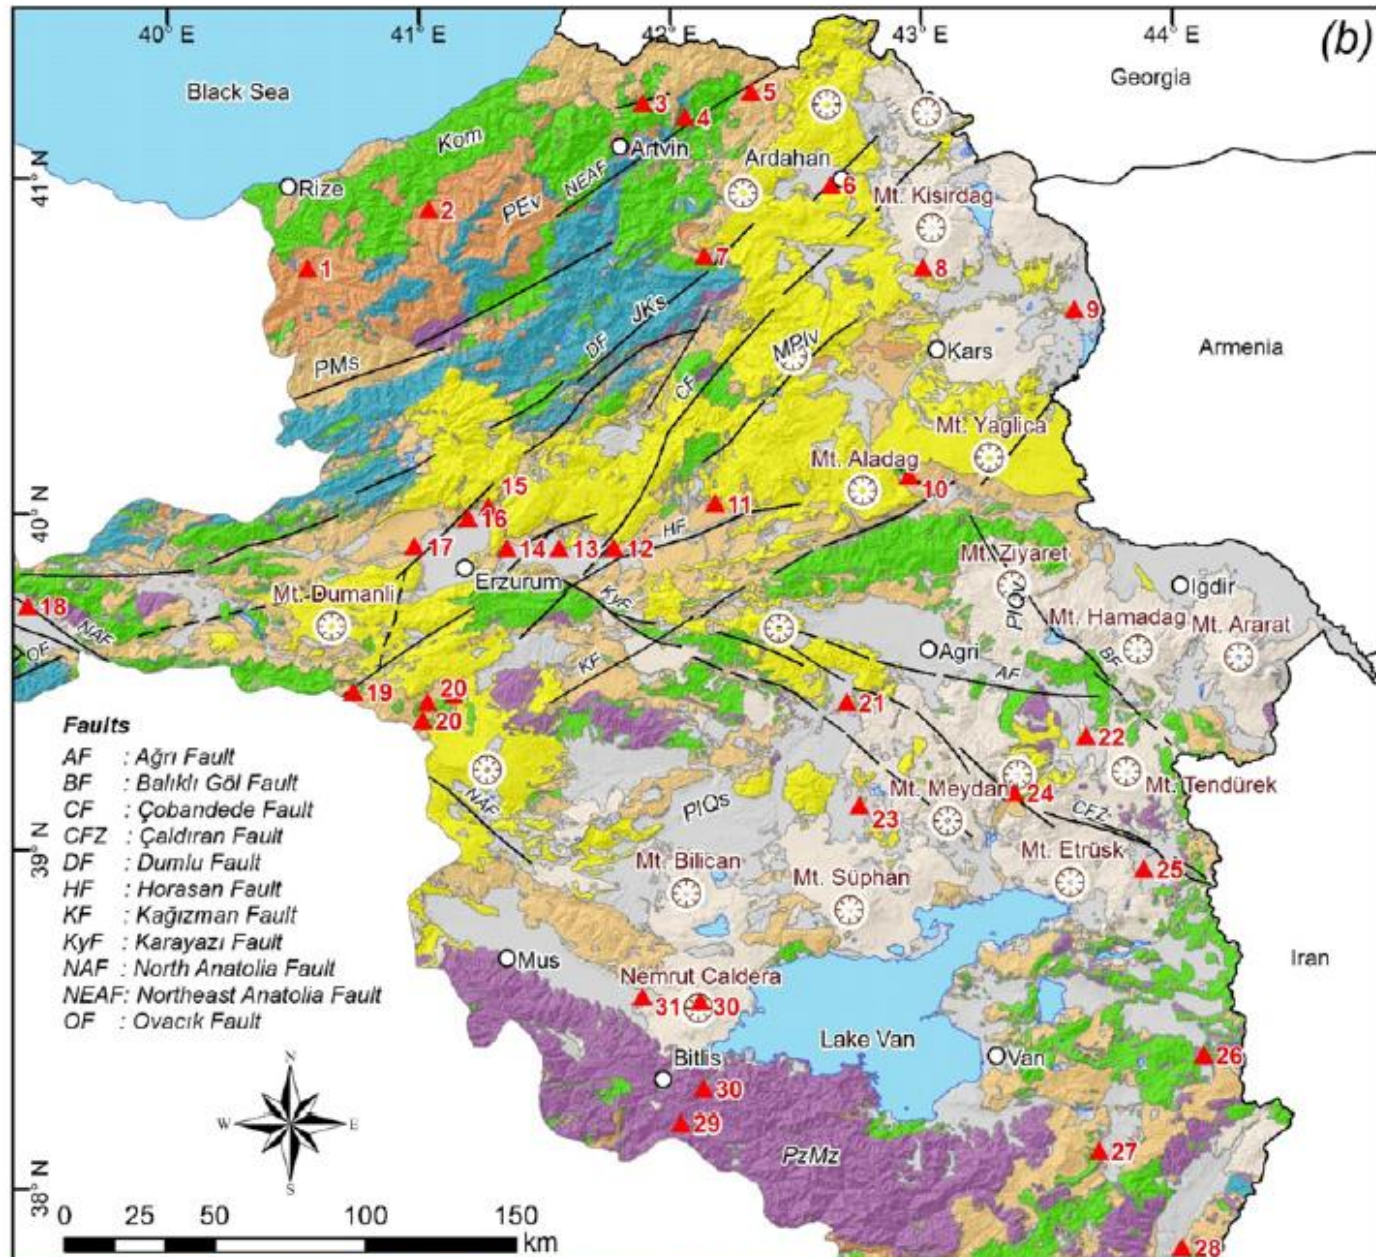 40° E
41° E
42° E
43° E
44° E
(b)
Georgia
Black Sea
3
5
4
Kom
Artvin
NEAF
Ardahan
41° N
Rize
6
Mt. Kisirdag
2
PEv
1
7
8
JKs
9
DF
MPlv
Kars
Armenia
PMs
CF
Mt. Yaglica
Mt. Aladag
10
40° N
15
11
16
HF
17
14
13
12
Erzurum
Mt. Ziyaret
Iğdir
KyF
PlQv
18
Mt. Dumanli
Mt. Hamadag
Mt. Ararat
NAF
OF
Agri
KF
BF
AF
19
20
21
20
22
Faults
AF : Ağrı Fault
BF : Balıklı Göl Fault
CF : Çobandede Fault
CFZ : Çaldıran Fault
DF : Dumlu Fault
HF : Horasan Fault
KF : Kağızman Fault
KyF : Karayazı Fault
NAF : North Anatolia Fault
NEAF: Northeast Anatolia Fault
OF : Ovacık Fault
NAF
PlQs
Mt. Meydan
24
Mt. Tendürek
23
CFZ
39° N
Mt. Bilican
Mt. Süphan
Mt. Etrüsk
25
Mus
Iran
Nemrut Caldera
31
30
Lake Van
Van
26
Bitlis
30
29
PzMz
27
N
W
E
S
38° N
0 25 50 100 150
km
28